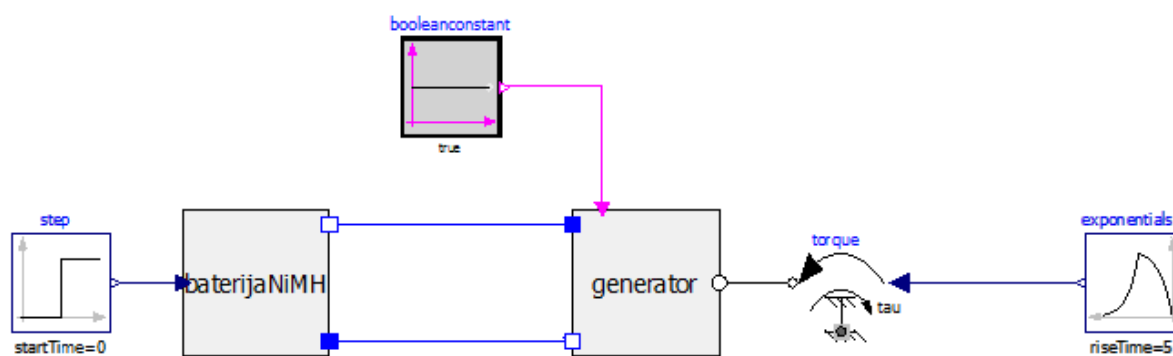 booleanconstant
true
step
baterijaNiMH
startTime=0
generator
torque
tau
exponentials
riseTime=5